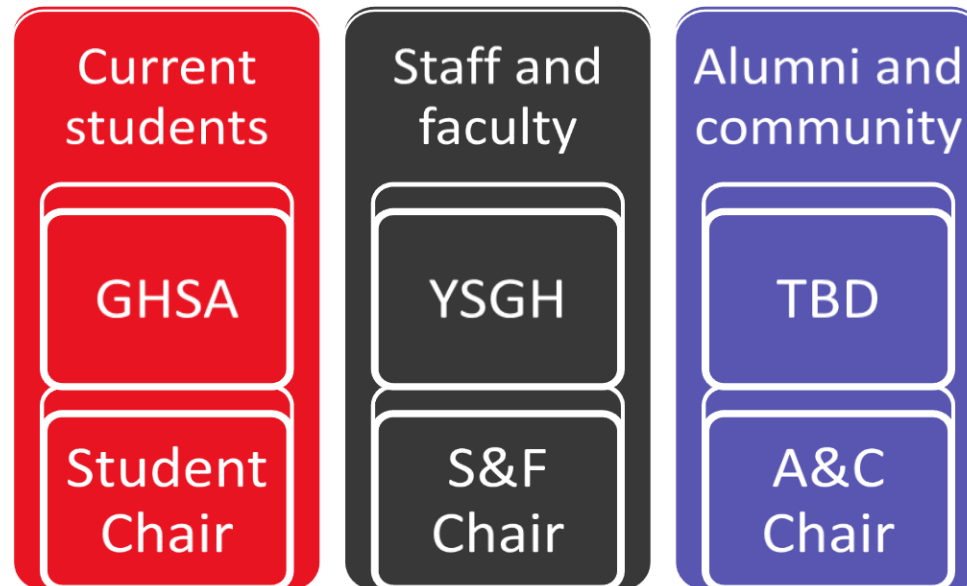 Current
students
GHSA
Student
Chair
Staff and
faculty
YSGH
S&F
Chair
Alumni and
community
TBD
A&C
Chair